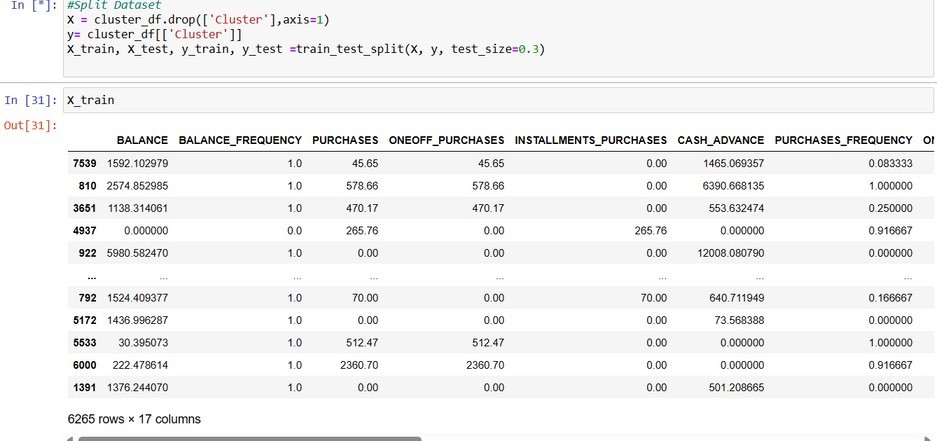 In [*]: #Split Dataset
X = cluster_df.drop(['Cluster'],axis=1)
y= cluster_df[['Cluster']]
X_train, X_test, y_train, y_test =train_test_split(X, y, test_size=0.3)
In [31]: X_train
Out[31]:
BALANCE BALANCE_FREQUENCY PURCHASES ONEOFF_PURCHASES INSTALLMENTS_PURCHASES CASH_ADVANCE PURCHASES_FREQUENCY
7539 1592.102979 1.0 45.65 45.65 0.00 1465.069357 0.083333
810 2574.852985 1.0 578.66 578.66 0.00 6390.668135 1.000000
3651 1138.314061 1.0 470.17 470.17 0.00 553.632474 0.250000
4937 0.000000 0.0 265.76 0.00 265.76 0.000000 0.916667
922 5980.582470 1.0 0.00 0.00 0.00 12008.080790 0.000000
... ... ... ... ... ... ... ...
792 1524.409377 1.0 70.00 0.00 70.00 640.711949 0.166667
5172 1436.996287 1.0 0.00 0.00 0.00 73.568388 0.000000
5533 30.395073 1.0 512.47 512.47 0.00 0.000000 1.000000
6000 222.478614 1.0 2360.70 2360.70 0.00 0.000000 0.916667
1391 1376.244070 1.0 0.00 0.00 0.00 501.208665 0.000000
6265 rows × 17 columns